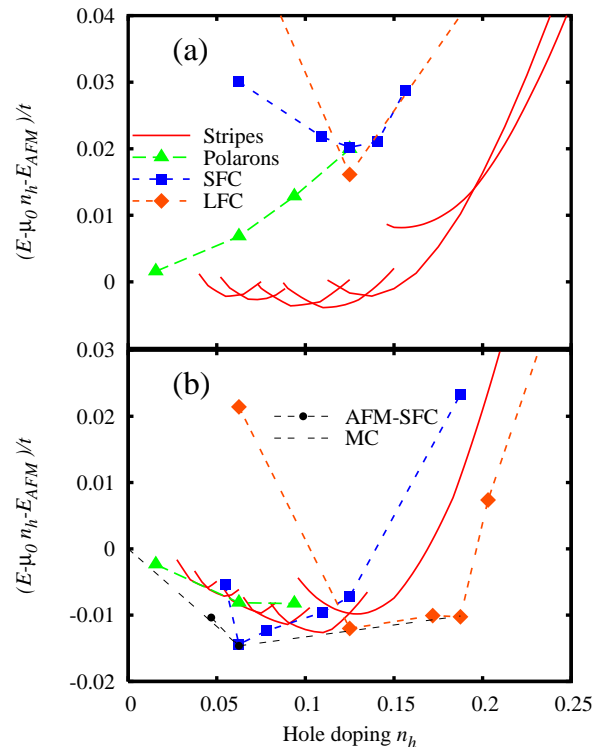 0.04
(a)
0.03
Stripes
Polarons
0.02
SFC
LFC
0.01
0
(E-μ0 nh-EAFM)/t
0.03
(b)
AFM-SFC
0.02
MC
0.01
0
-0.01
-0.02
(E-μ0 nh-EAFM)/t
0 0.05 0.1 0.15 0.2 0.25
Hole doping nh